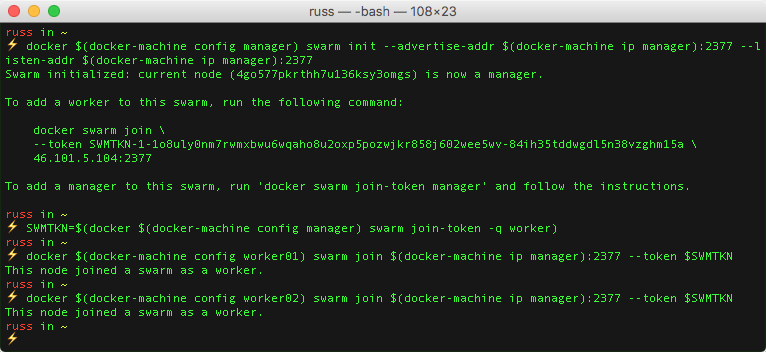 russ — -bash — 108×23
russ in ~
⚡ docker $(docker-machine config manager) swarm init --advertise-addr $(docker-machine ip manager):2377 --l
isten-addr $(docker-machine ip manager):2377
Swarm initialized: current node (4go577pkrthh7u136ksy3omgs) is now a manager.
To add a worker to this swarm, run the following command:
docker swarm join \
--token SWMTKN-1-1o8uly0nm7rwmxbwu6wqaho8u2oxp5pozwjkr858j602wee5wv-84ih35tddwgdl5n38vzghm15a \
46.101.5.104:2377
To add a manager to this swarm, run 'docker swarm join-token manager' and follow the instructions.
russ in ~
⚡ SWMTKN=$(docker $(docker-machine config manager) swarm join-token -q worker)
russ in ~
⚡ docker $(docker-machine config worker01) swarm join $(docker-machine ip manager):2377 --token $SWMTKN
This node joined a swarm as a worker.
russ in ~
⚡ docker $(docker-machine config worker02) swarm join $(docker-machine ip manager):2377 --token $SWMTKN
This node joined a swarm as a worker.
russ in ~
⚡